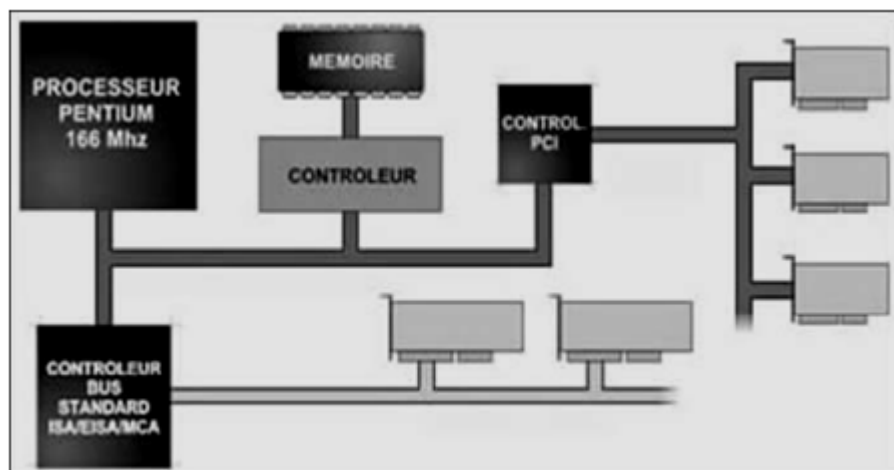 PROCESSEUR
PENTIUM
166 Mhz
MEMOIRE
CONTROLEUR
CONTROL.
PCI
CONTROLEUR
BUS
STANDARD
ISA/EISA/MCA